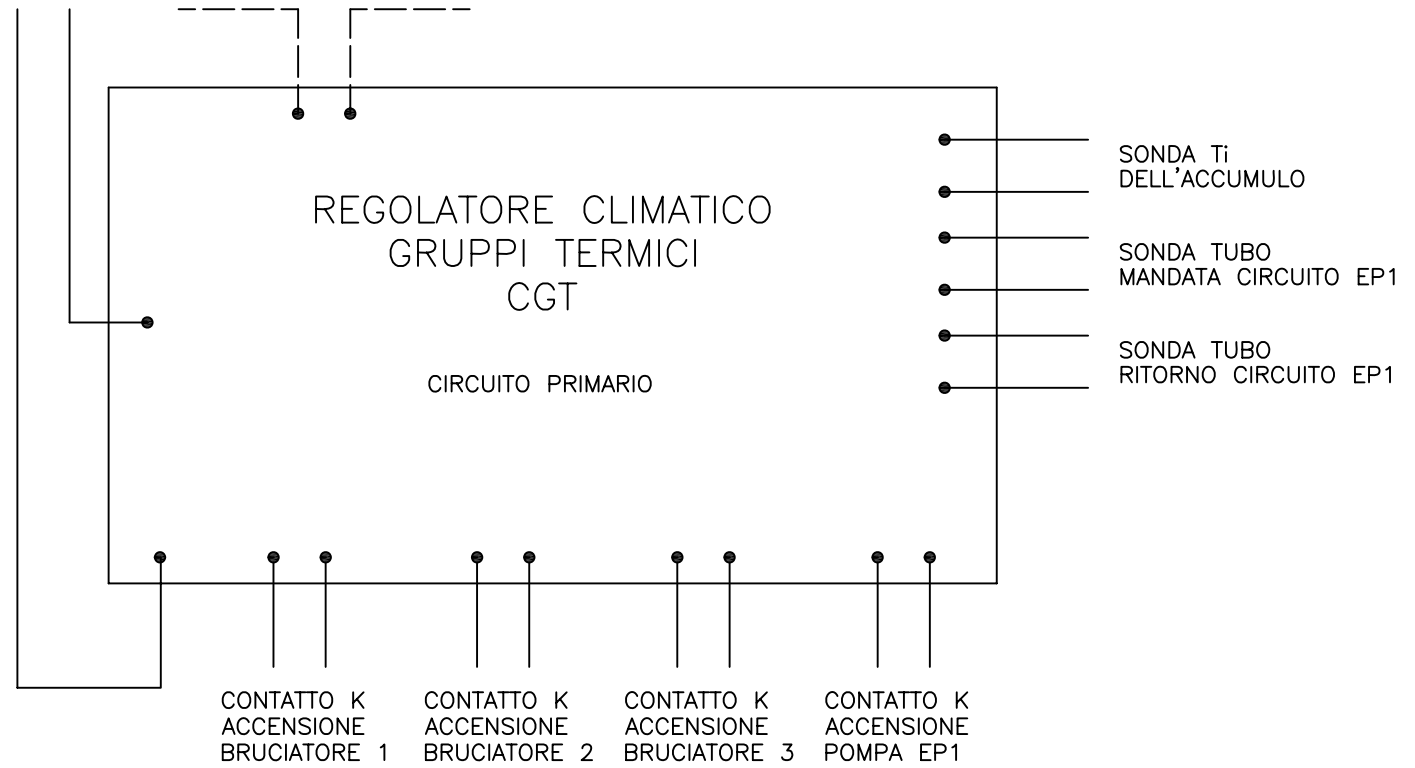 REGOLATORE CLIMATICO
GRUPPI TERMICI
CGT
CIRCUITO PRIMARIO
SONDA Ti
DELL'ACCUMULO
SONDA TUBO
MANDATA CIRCUITO EP1
SONDA TUBO
RITORNO CIRCUITO EP1
CONTATTO K
ACCENSIONE
BRUCIATORE 1
CONTATTO K
ACCENSIONE
BRUCIATORE 2
CONTATTO K
ACCENSIONE
BRUCIATORE 3
CONTATTO K
ACCENSIONE
POMPA EP1